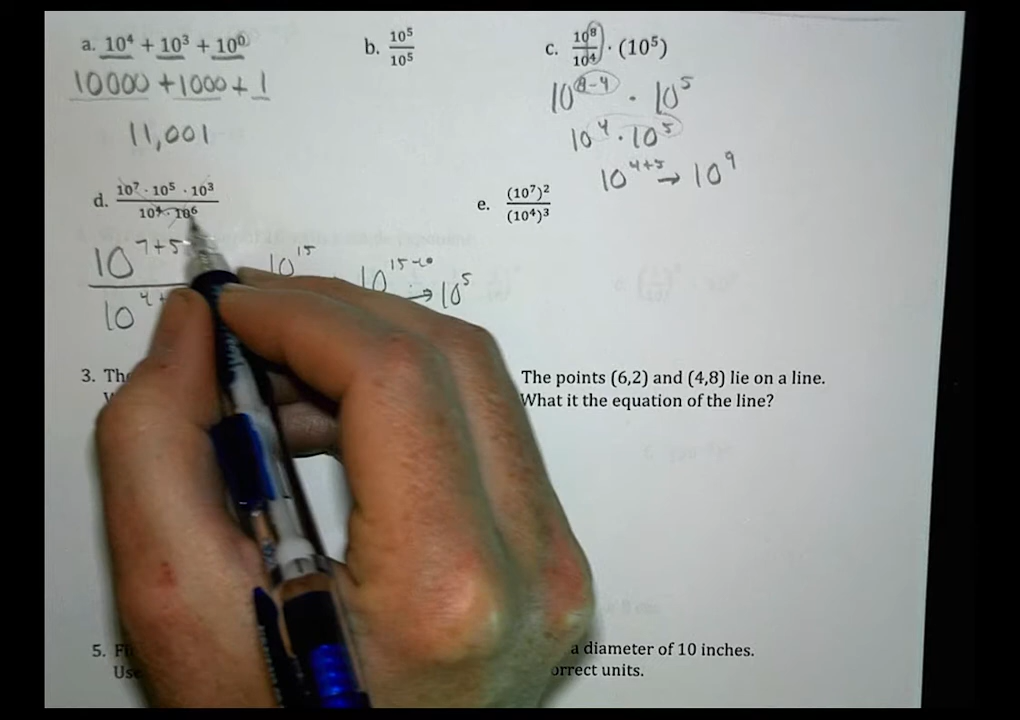 a. 10⁴ + 10³ + 10⁰
10000 + 1000 + 1
11,001
b. 10⁵/10⁵
c. 10⁸/10⁴ · (10⁵)
10⁸⁻⁴ · 10⁵
10⁴ · 10⁵
10⁴⁺⁵ → 10⁹
d. 10⁷ · 10⁵ · 10³ / 10⁴ · 10⁶
10⁷⁺⁵
10⁴
10¹⁵
10¹⁵⁻¹⁰
→ 10⁵
e. (10⁷)²/(10⁴)³
3.
The points (6,2) and (4,8) lie on a line.
What it the equation of the line?
5.
a diameter of 10 inches.
Use
units.